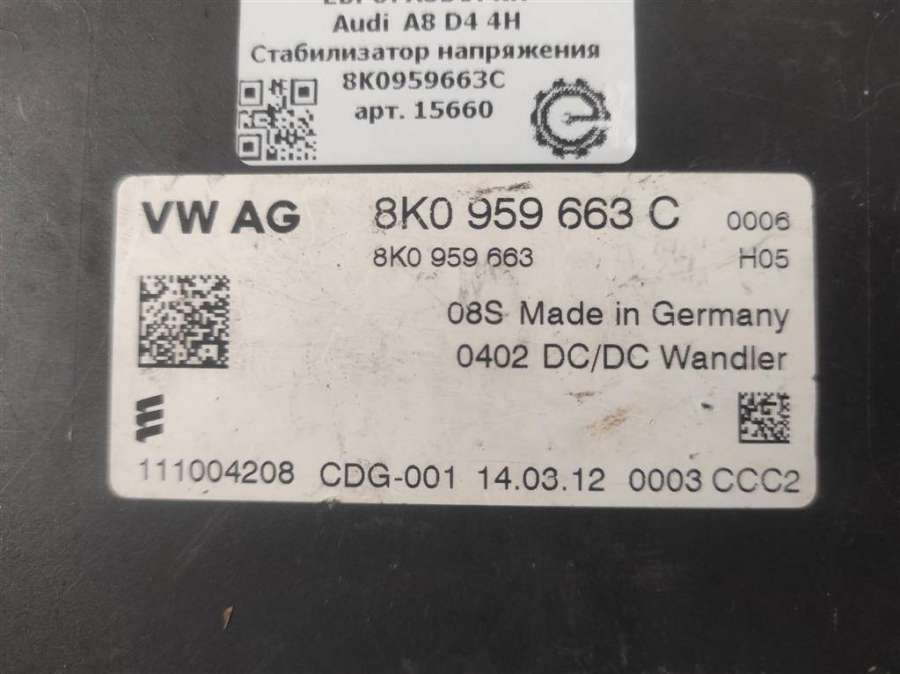 Audi A8 D4 4H
Стабилизатор напряжения
8K0959663C
арт. 15660
VW AG 8K0 959 663 C 0006
8K0 959 663 H05
08S Made in Germany
0402 DC/DC Wandler
111004208 CDG-001 14.03.12 0003 CCC2